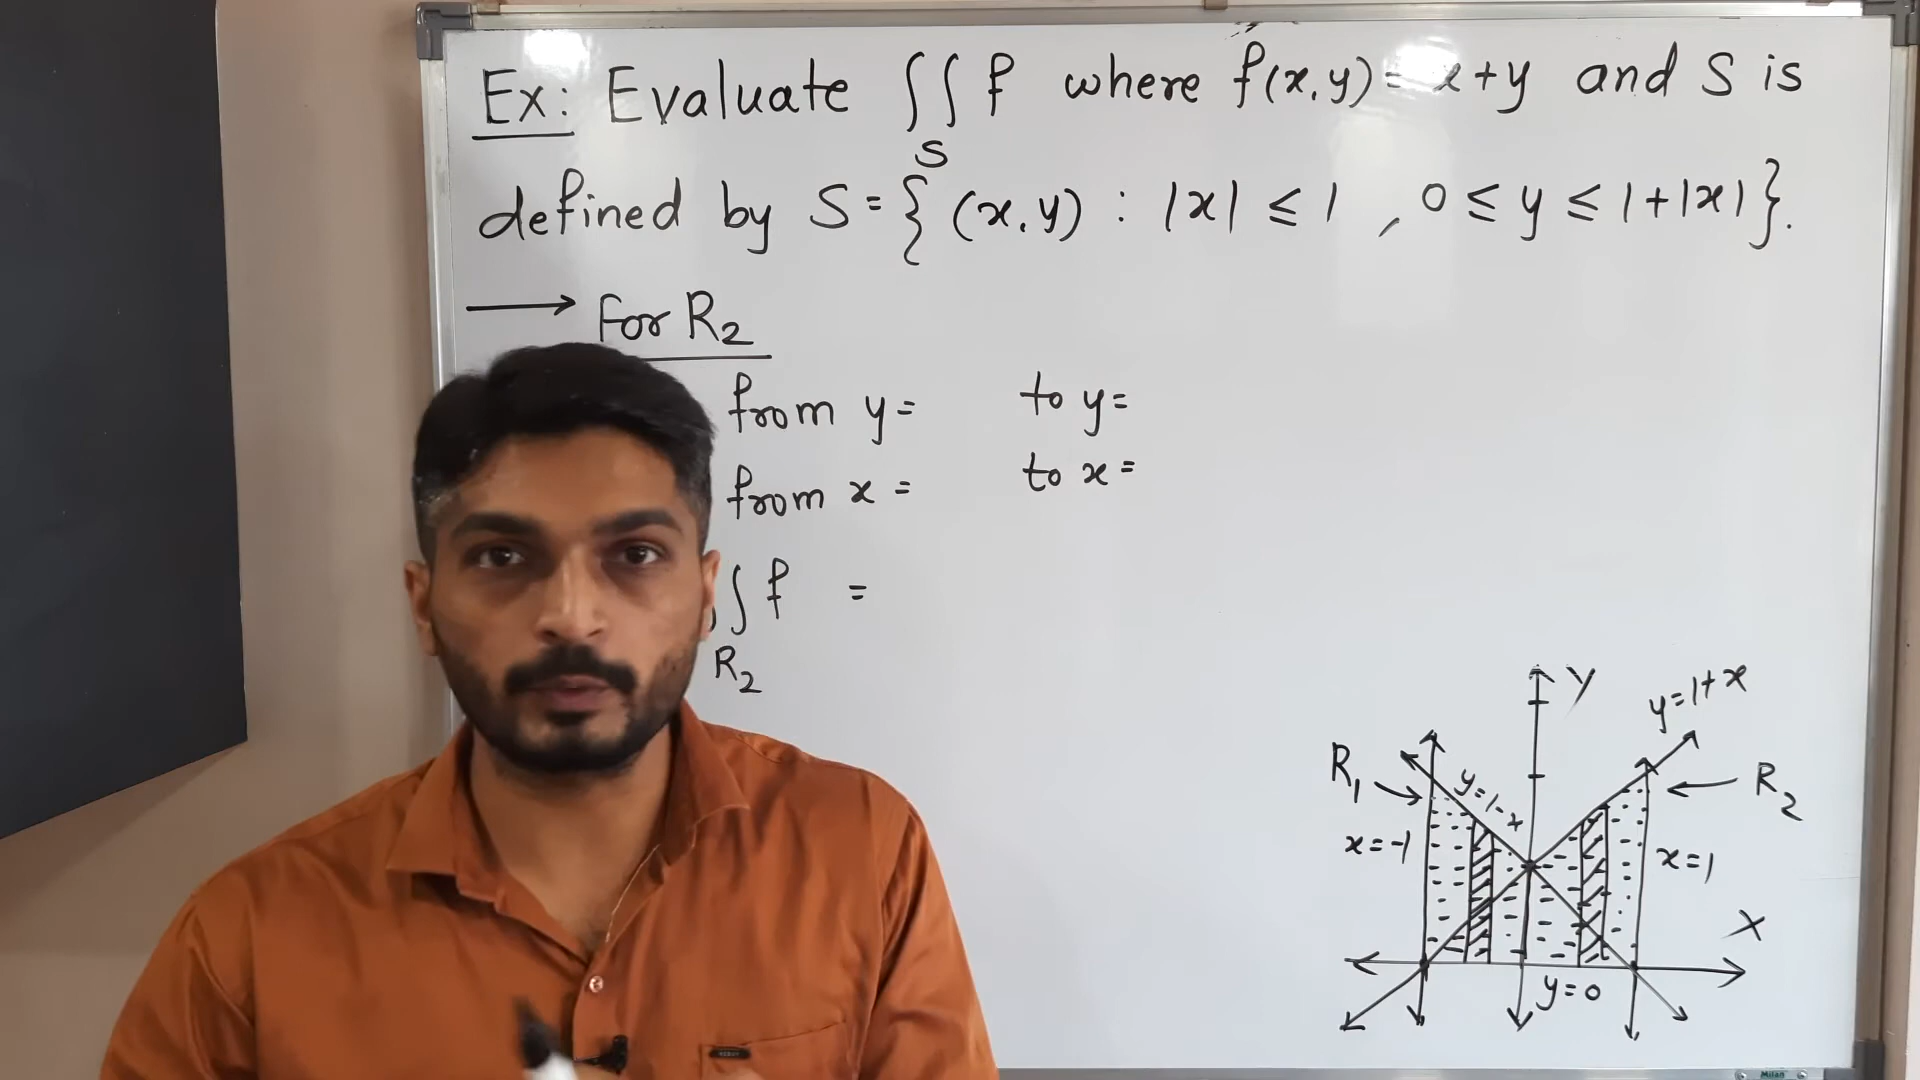 Ex: Evaluate ∫∫ f where f(x,y)= x+y and S is
S
defined by S={ (x,y) : |x| ≤ 1 , 0 ≤ y ≤ 1+|x| }.
⟶ For R₂
from y= to y=
from x = to x =
∫ f =
R₂
Y
y=1+x
R₁
y=1-x
R₂
x=-1
x=1
X
y=0
Milan